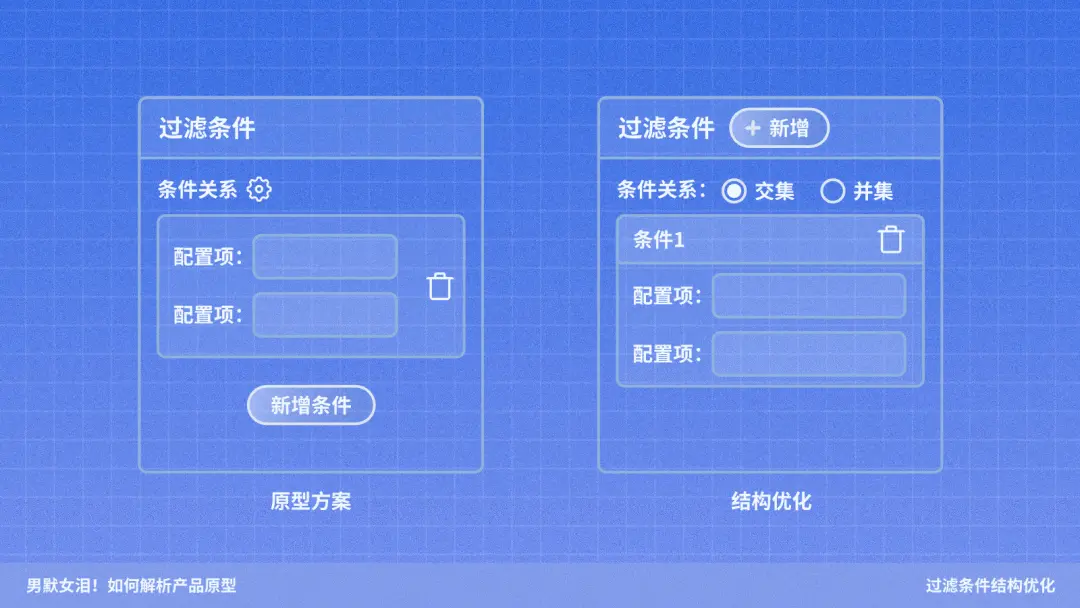 过滤条件
条件关系
配置项：
配置项：
新增条件
原型方案
过滤条件
+ 新增
条件关系：
交集
并集
条件1
配置项：
配置项：
结构优化
男默女泪！如何解析产品原型
过滤条件结构优化